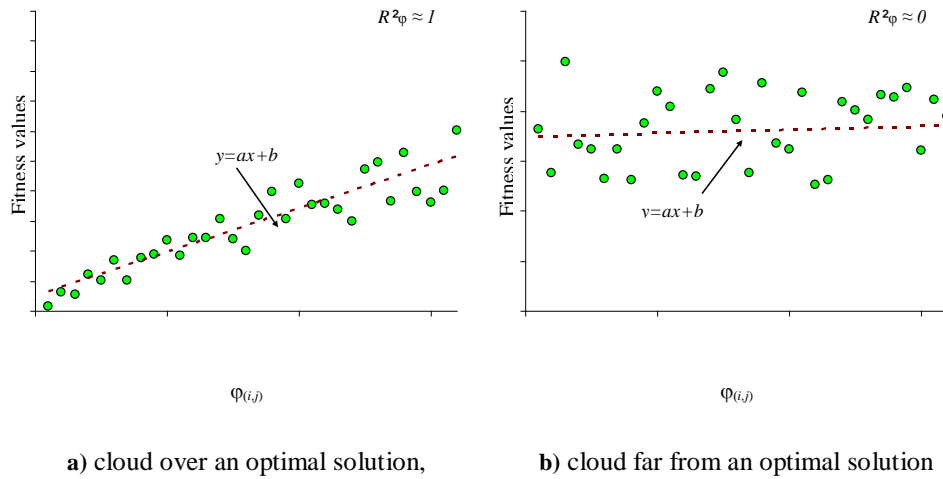 R²φ ≈ 1
Fitness values
y=ax+b
φ(i,j)
a) cloud over an optimal solution,
R²φ ≈ 0
Fitness values
y=ax+b
φ(i,j)
b) cloud far from an optimal solution